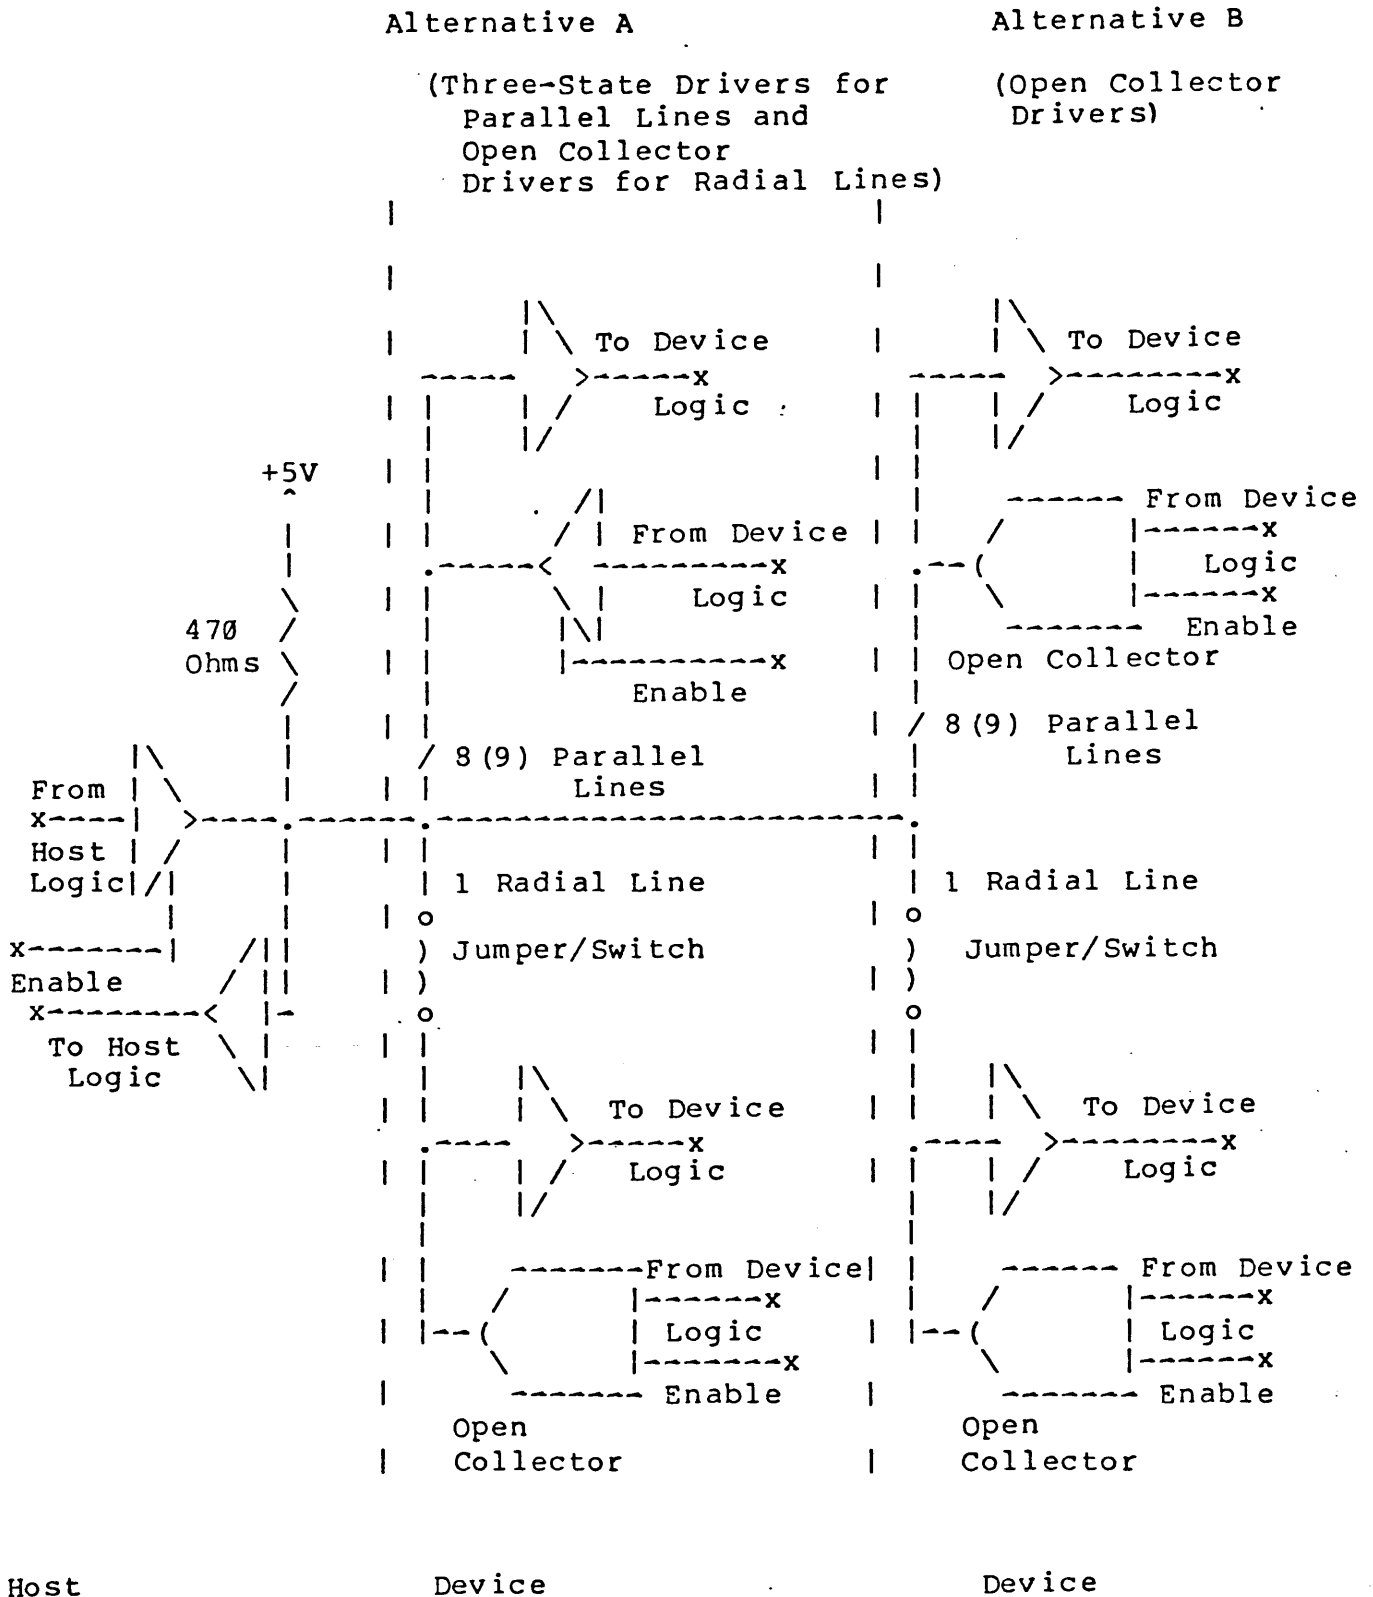 Alternative A
Alternative B
(Three-State Drivers for
Parallel Lines and
Open Collector
Drivers for Radial Lines)
(Open Collector
Drivers)
To Device
x
Logic
To Device
x
Logic
+5V
From Device
x
Logic
x
Enable
From Device
x
Logic
x
Enable
Open Collector
470
Ohms
8(9) Parallel
Lines
8(9) Parallel
Lines
From
x
Host
Logic
x
Enable
x
To Host
Logic
1 Radial Line
o
Jumper/Switch
o
1 Radial Line
o
Jumper/Switch
o
To Device
x
Logic
To Device
x
Logic
From Device
x
Logic
x
Enable
Open
Collector
From Device
x
Logic
x
Enable
Open
Collector
Host
Device
Device